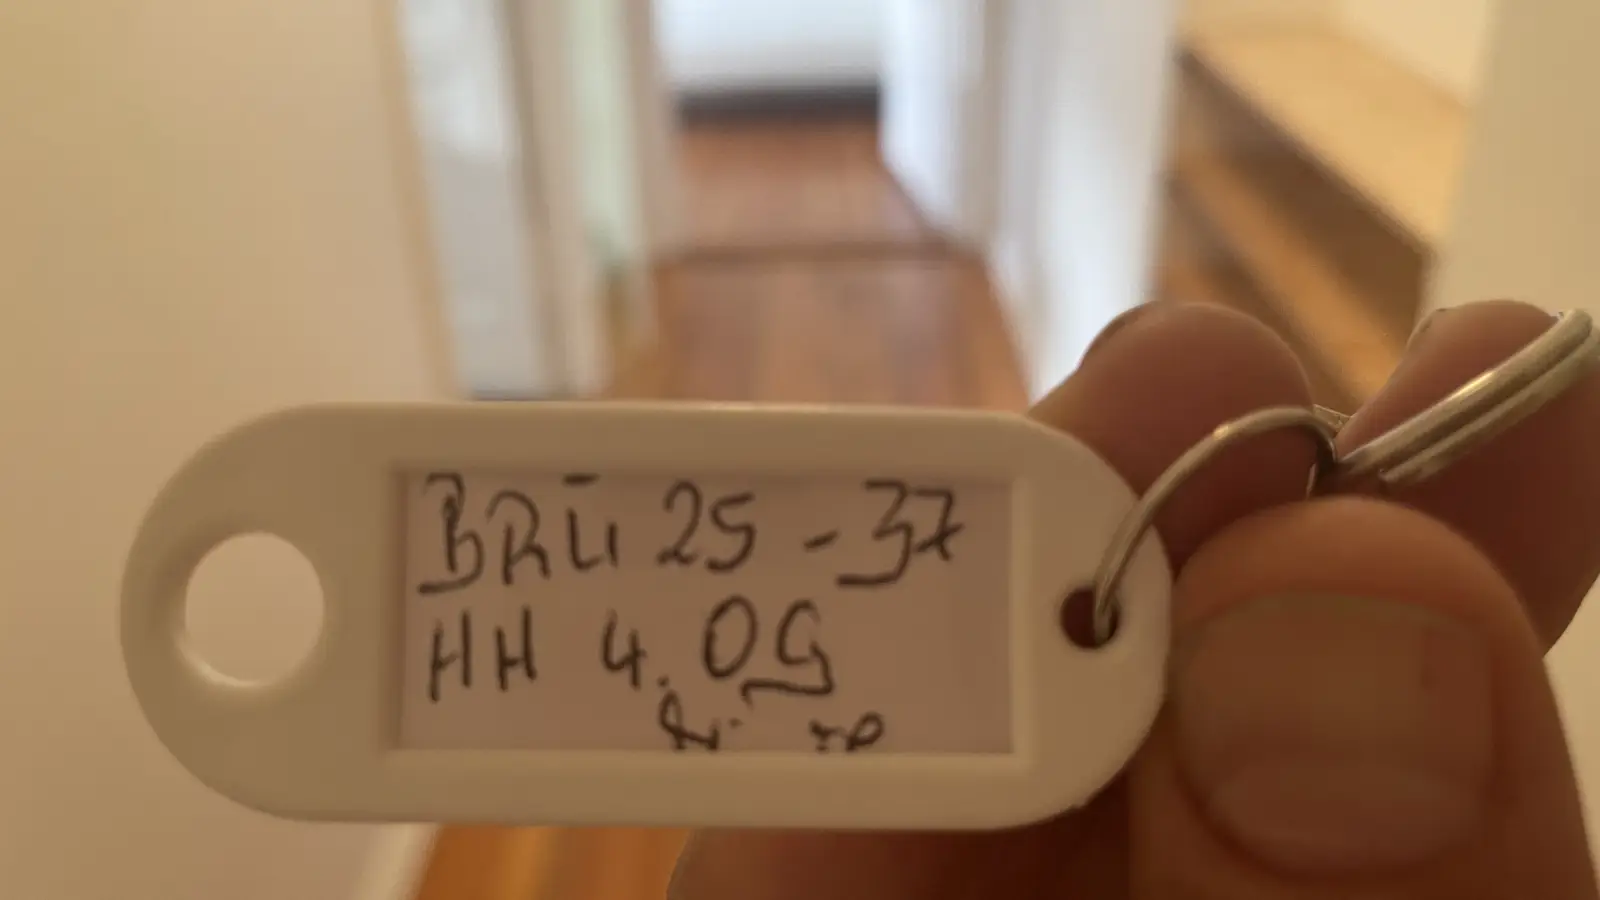 BRÜ 25 - 37
HH 4. OG